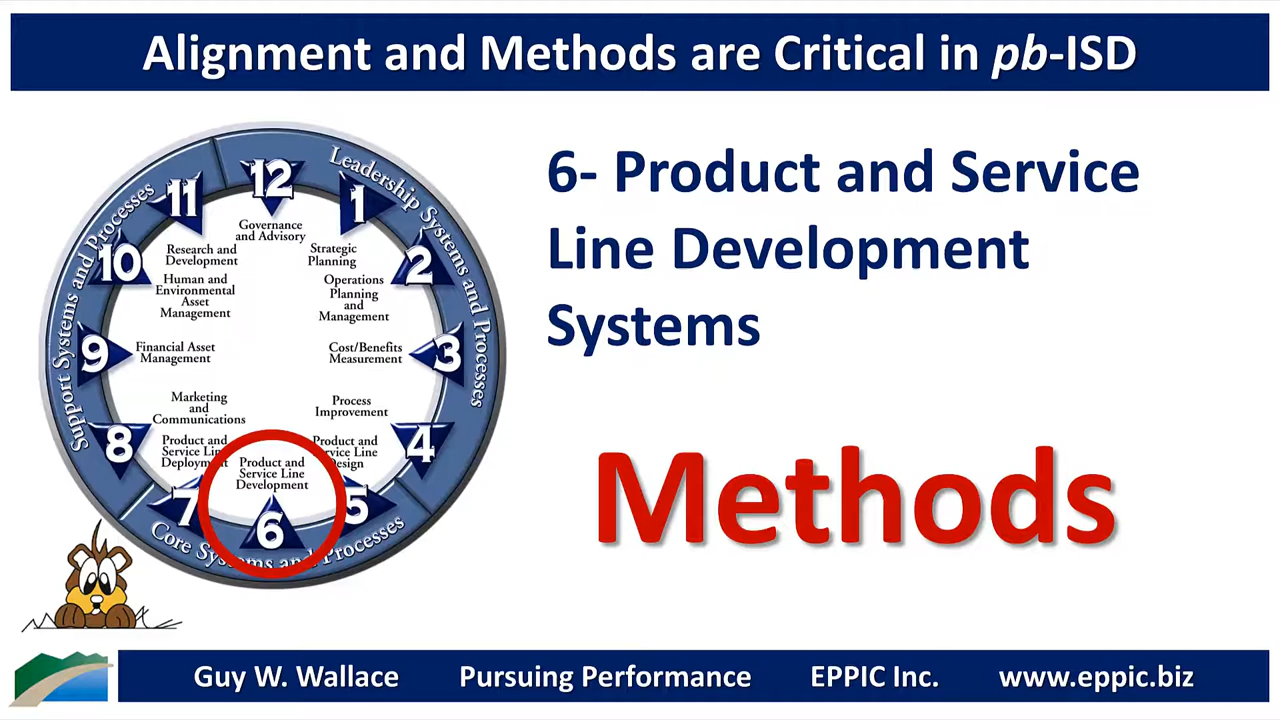 Alignment and Methods are Critical in pb-ISD
Leadership Systems and Processes
Support Systems and Processes
Core Systems and Processes
12
Governance
and Advisory
1
Strategic
Planning
2
Operations
Planning
and
Management
3
Cost/Benefits
Measurement
4
Process
Improvement
5
Product and
Service Line
Design
6
Product and
Service Line
Development
7
Product and
Service Line
Deployment
8
Marketing
and
Communications
9
Financial Asset
Management
10
Human and
Environmental
Asset
Management
11
Research and
Development
6- Product and Service
Line Development
Systems
Methods
Guy W. Wallace Pursuing Performance EPPIC Inc. www.eppic.biz